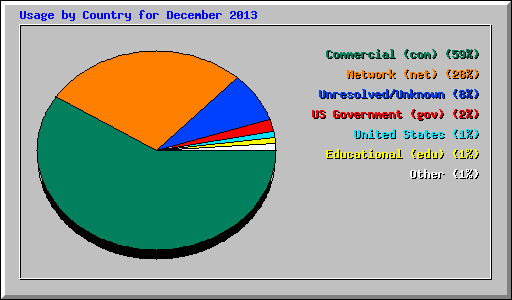 Usage by Country for December 2013
Commercial (com) (59%)
Network (net) (28%)
Unresolved/Unknown (8%)
US Government (gov) (2%)
United States (1%)
Educational (edu) (1%)
Other (1%)